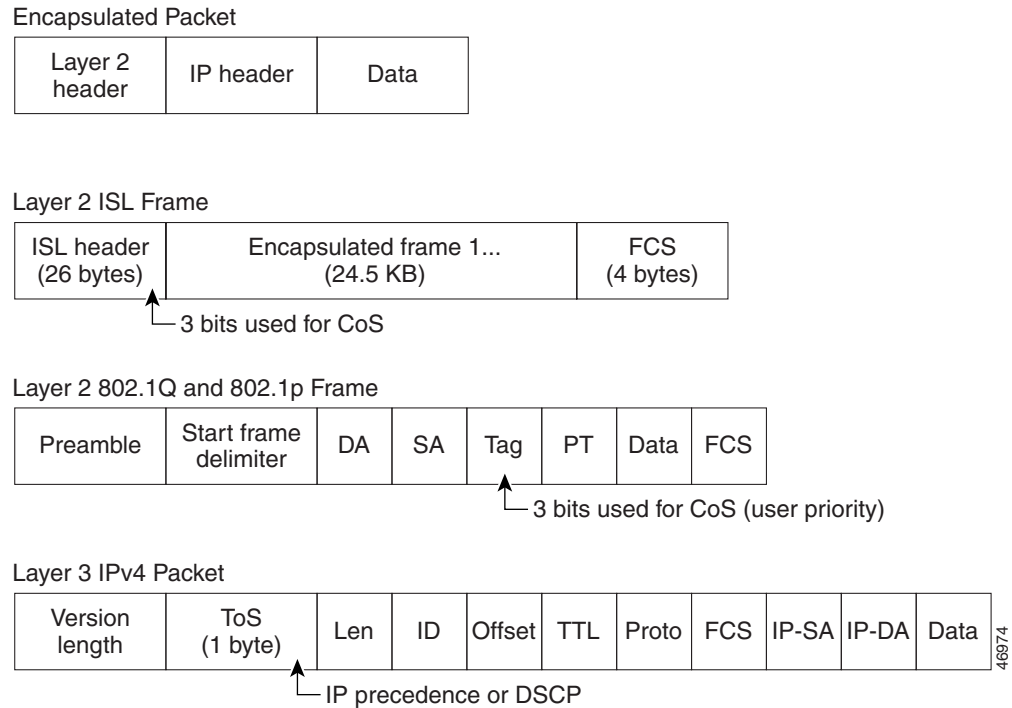 Encapsulated Packet
Layer 2
header
IP header
Data
Layer 2 ISL Frame
ISL header
(26 bytes)
Encapsulated frame 1...
(24.5 KB)
FCS
(4 bytes)
3 bits used for CoS
Layer 2 802.1Q and 802.1p Frame
Preamble
Start frame
delimiter
DA
SA
Tag
PT
Data
FCS
3 bits used for CoS (user priority)
Layer 3 IPv4 Packet
Version
length
ToS
(1 byte)
Len
ID
Offset
TTL
Proto
FCS
IP-SA
IP-DA
Data
46974
IP precedence or DSCP